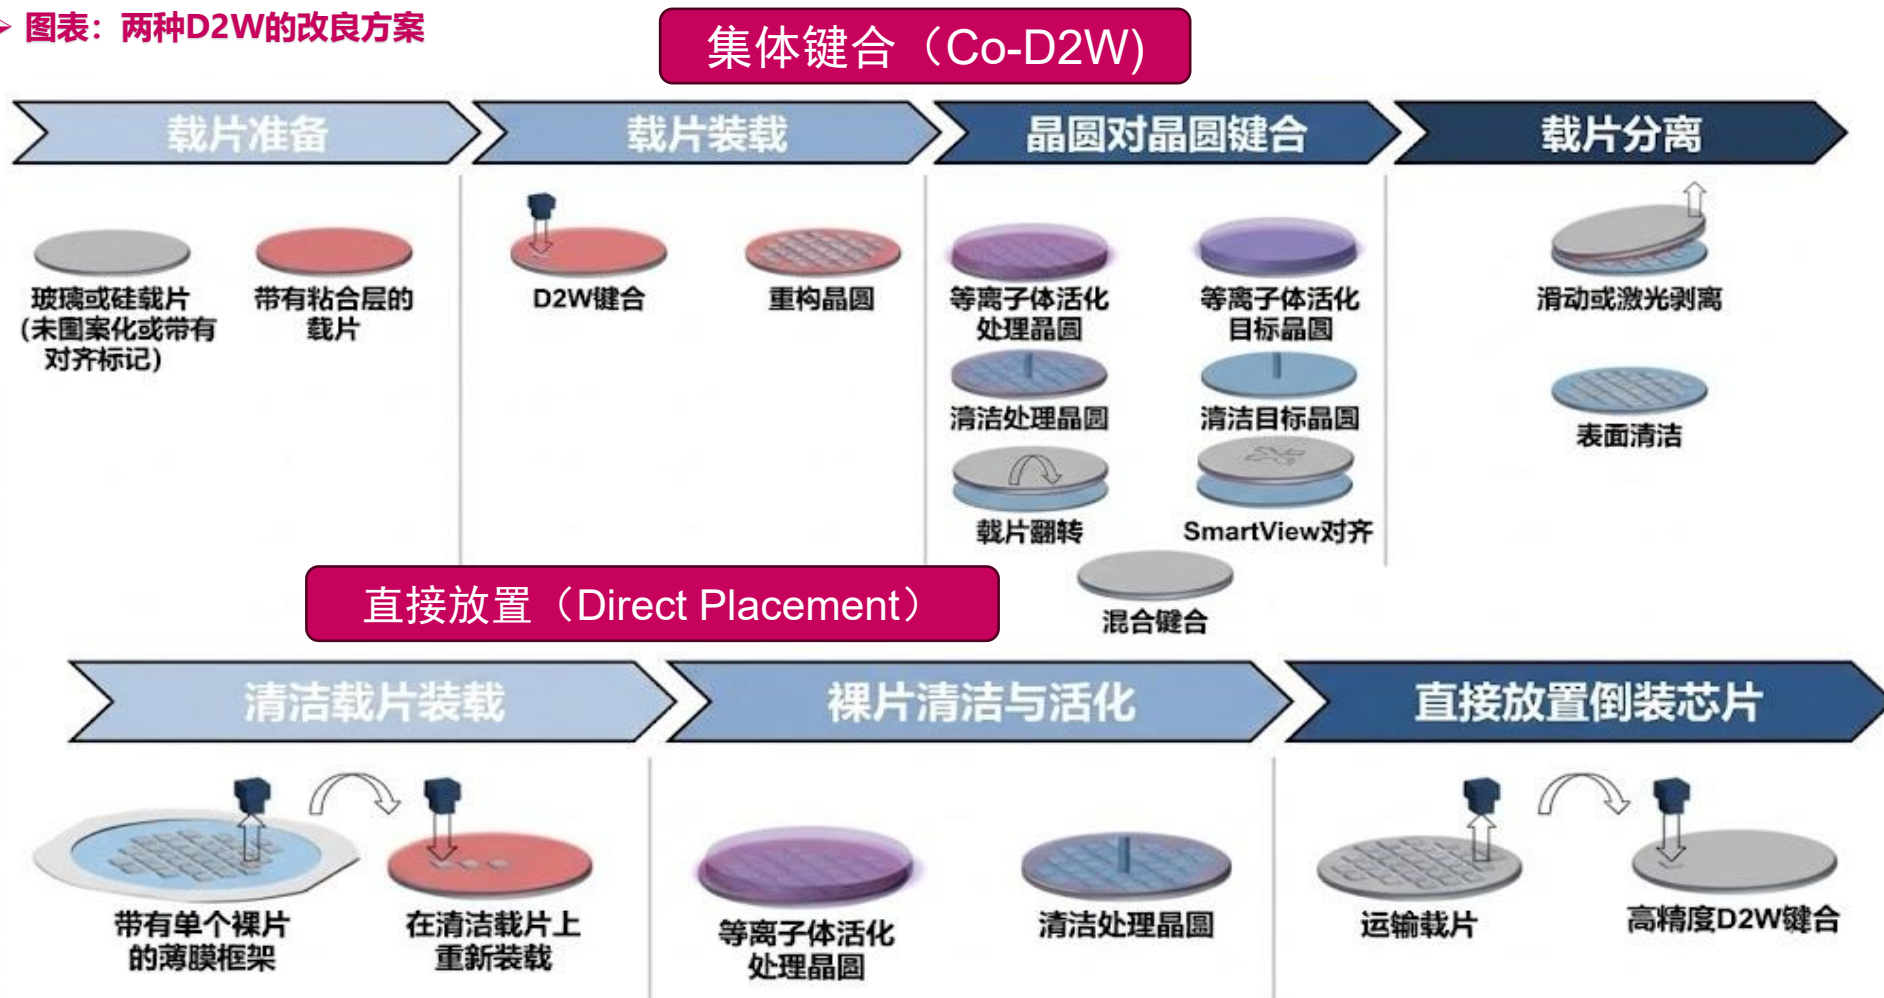 图表：两种D2W的改良方案
集体键合（Co-D2W)
载片准备
载片装载
晶圆对晶圆键合
载片分离
玻璃或硅载片
(未图案化或带有
对齐标记)
带有粘合层的
载片
D2W键合
重构晶圆
等离子体活化
处理晶圆
等离子体活化
目标晶圆
清洁处理晶圆
清洁目标晶圆
载片翻转
SmartView对齐
混合键合
滑动或激光剥离
表面清洁
直接放置（Direct Placement）
清洁载片装载
裸片清洁与活化
直接放置倒装芯片
带有单个裸片
的薄膜框架
在清洁载片上
重新装载
等离子体活化
处理晶圆
清洁处理晶圆
运输载片
高精度D2W键合